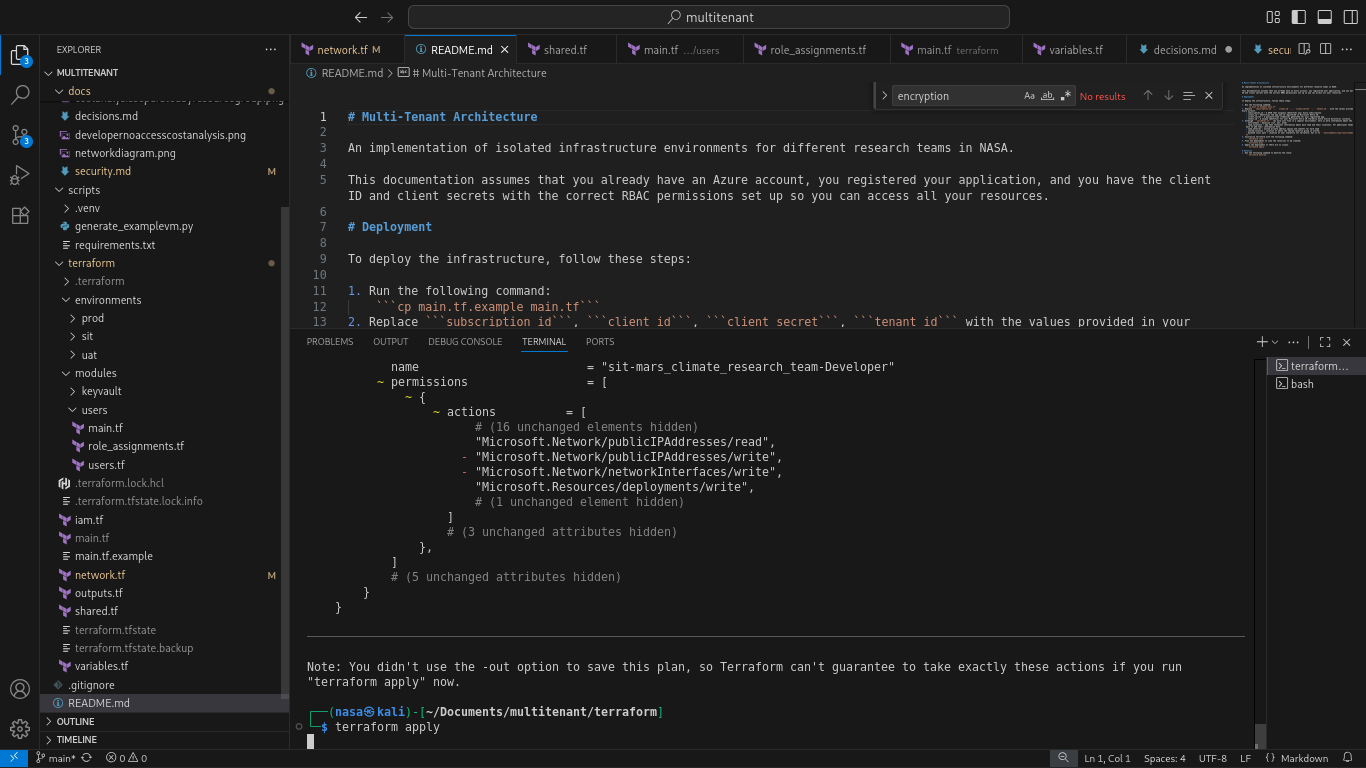 multitenant
EXPLORER
MULTITENANT
docs
decisions.md
developernoaccesscostanalysis.png
networkdiagram.png
security.md M
scripts
.venv
generate_examplevm.py
requirements.txt
terraform
.terraform
environments
prod
sit
uat
modules
keyvault
users
main.tf
role_assignments.tf
users.tf
.terraform.lock.hcl
.terraform.tfstate.lock.info
iam.tf
main.tf
main.tf.example
network.tf M
outputs.tf
shared.tf
terraform.tfstate
terraform.tfstate.backup
variables.tf
.gitignore
README.md
OUTLINE
TIMELINE
3
3
network.tf M
README.md
shared.tf
main.tf .../users
role_assignments.tf
main.tf terraform
variables.tf
decisions.md
secu
README.md > # Multi-Tenant Architecture
encryption
Aa ab .*
No results
1 # Multi-Tenant Architecture
2
3 An implementation of isolated infrastructure environments for different research teams in NASA.
4
5 This documentation assumes that you already have an Azure account, you registered your application, and you have the client
ID and client secrets with the correct RBAC permissions set up so you can access all your resources.
6
7 # Deployment
8
9 To deploy the infrastructure, follow these steps:
10
11 1. Run the following command:
12 ```cp main.tf.example main.tf```
13 2. Replace ```subscription_id```, ```client_id```, ```client_secret```, ```tenant_id``` with the values provided in your
PROBLEMS OUTPUT DEBUG CONSOLE TERMINAL PORTS
name = "sit-mars_climate_research_team-Developer"
~ permissions = [
~ {
~ actions = [
# (16 unchanged elements hidden)
"Microsoft.Network/publicIPAddresses/read",
- "Microsoft.Network/publicIPAddresses/write",
- "Microsoft.Network/networkInterfaces/write",
"Microsoft.Resources/deployments/write",
# (1 unchanged element hidden)
]
# (3 unchanged attributes hidden)
},
]
# (5 unchanged attributes hidden)
}
}
Note: You didn't use the -out option to save this plan, so Terraform can't guarantee to take exactly these actions if you run
"terraform apply" now.
(nasa㉿kali)-[~/Documents/multitenant/terraform]
$ terraform apply
terraform...
bash
main* 0 0
Ln 1, Col 1 Spaces: 4 UTF-8 LF {} Markdown